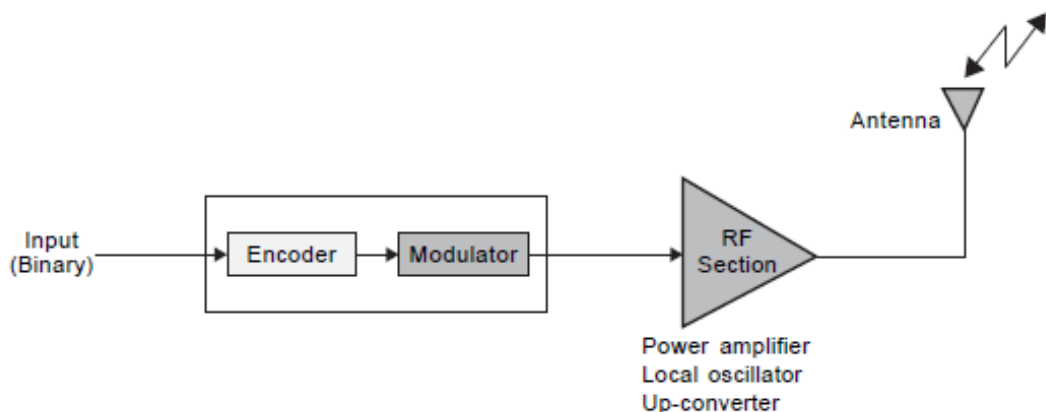 Antenna
Input
(Binary)
Encoder
Modulator
RF
Section
Power amplifier
Local oscillator
Up-converter